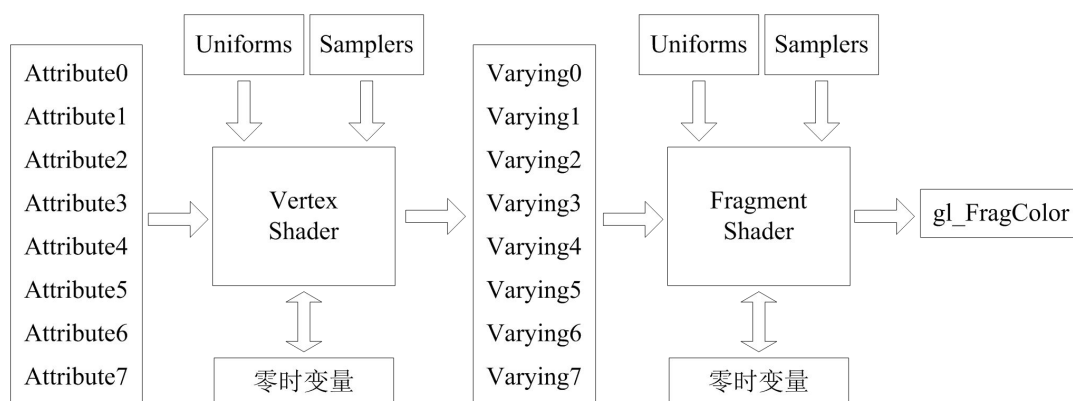 Uniforms
Samplers
Attribute0
Attribute1
Attribute2
Attribute3
Attribute4
Attribute5
Attribute6
Attribute7
Vertex
Shader
零时变量
Varying0
Varying1
Varying2
Varying3
Varying4
Varying5
Varying6
Varying7
Uniforms
Samplers
Fragment
Shader
零时变量
gl_FragColor